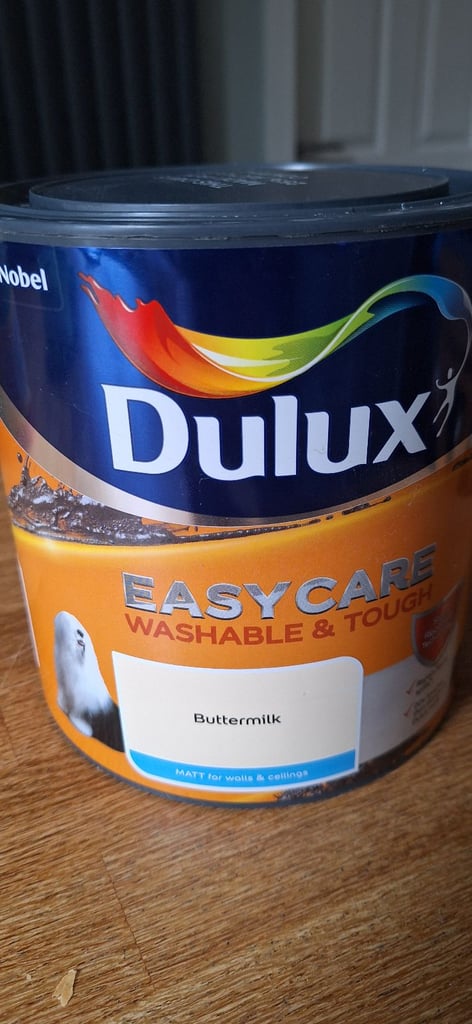 Nobel
Dulux
EASYCARE
WASHABLE & TOUGH
Buttermilk
MATT for walls & ceilings